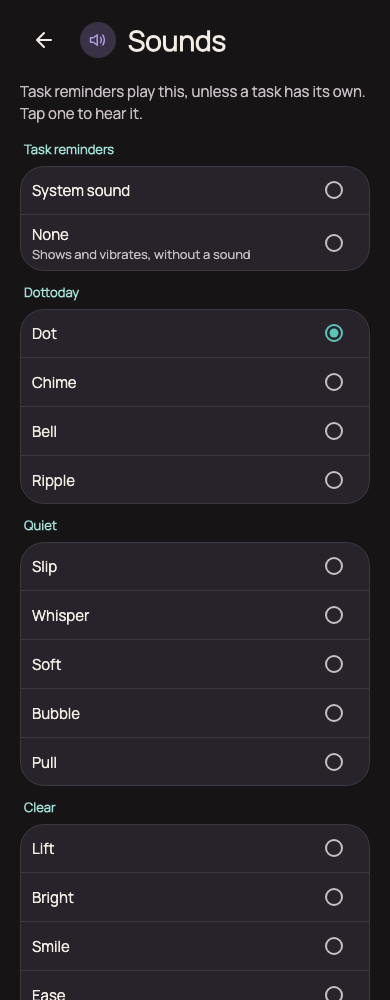 Sounds
Task reminders play this, unless a task has its own.
Tap one to hear it.
Task reminders
System sound
None
Shows and vibrates, without a sound
Dottoday
Dot
Chime
Bell
Ripple
Quiet
Slip
Whisper
Soft
Bubble
Pull
Clear
Lift
Bright
Smile
Ease